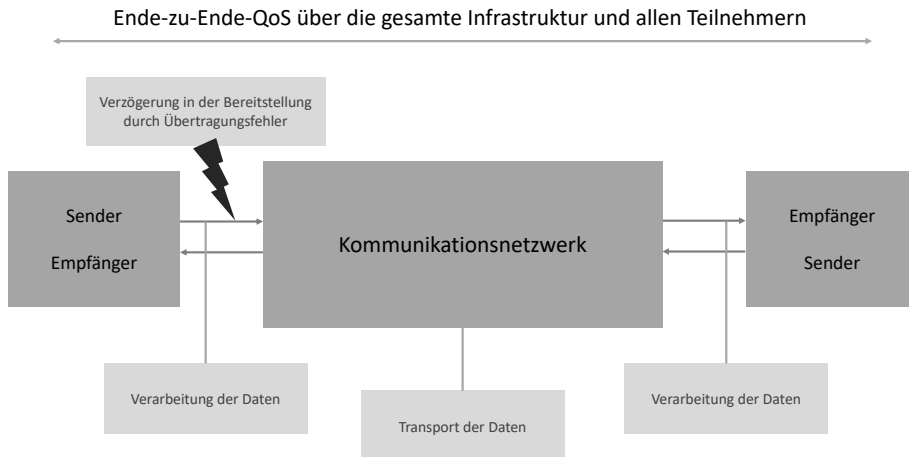 Ende-zu-Ende-QoS über die gesamte Infrastruktur und allen Teilnehmern
Verzögerung in der Bereitstellung
durch Übertragungsfehler
Sender
Empfänger
Kommunikationsnetzwerk
Empfänger
Sender
Verarbeitung der Daten
Transport der Daten
Verarbeitung der Daten